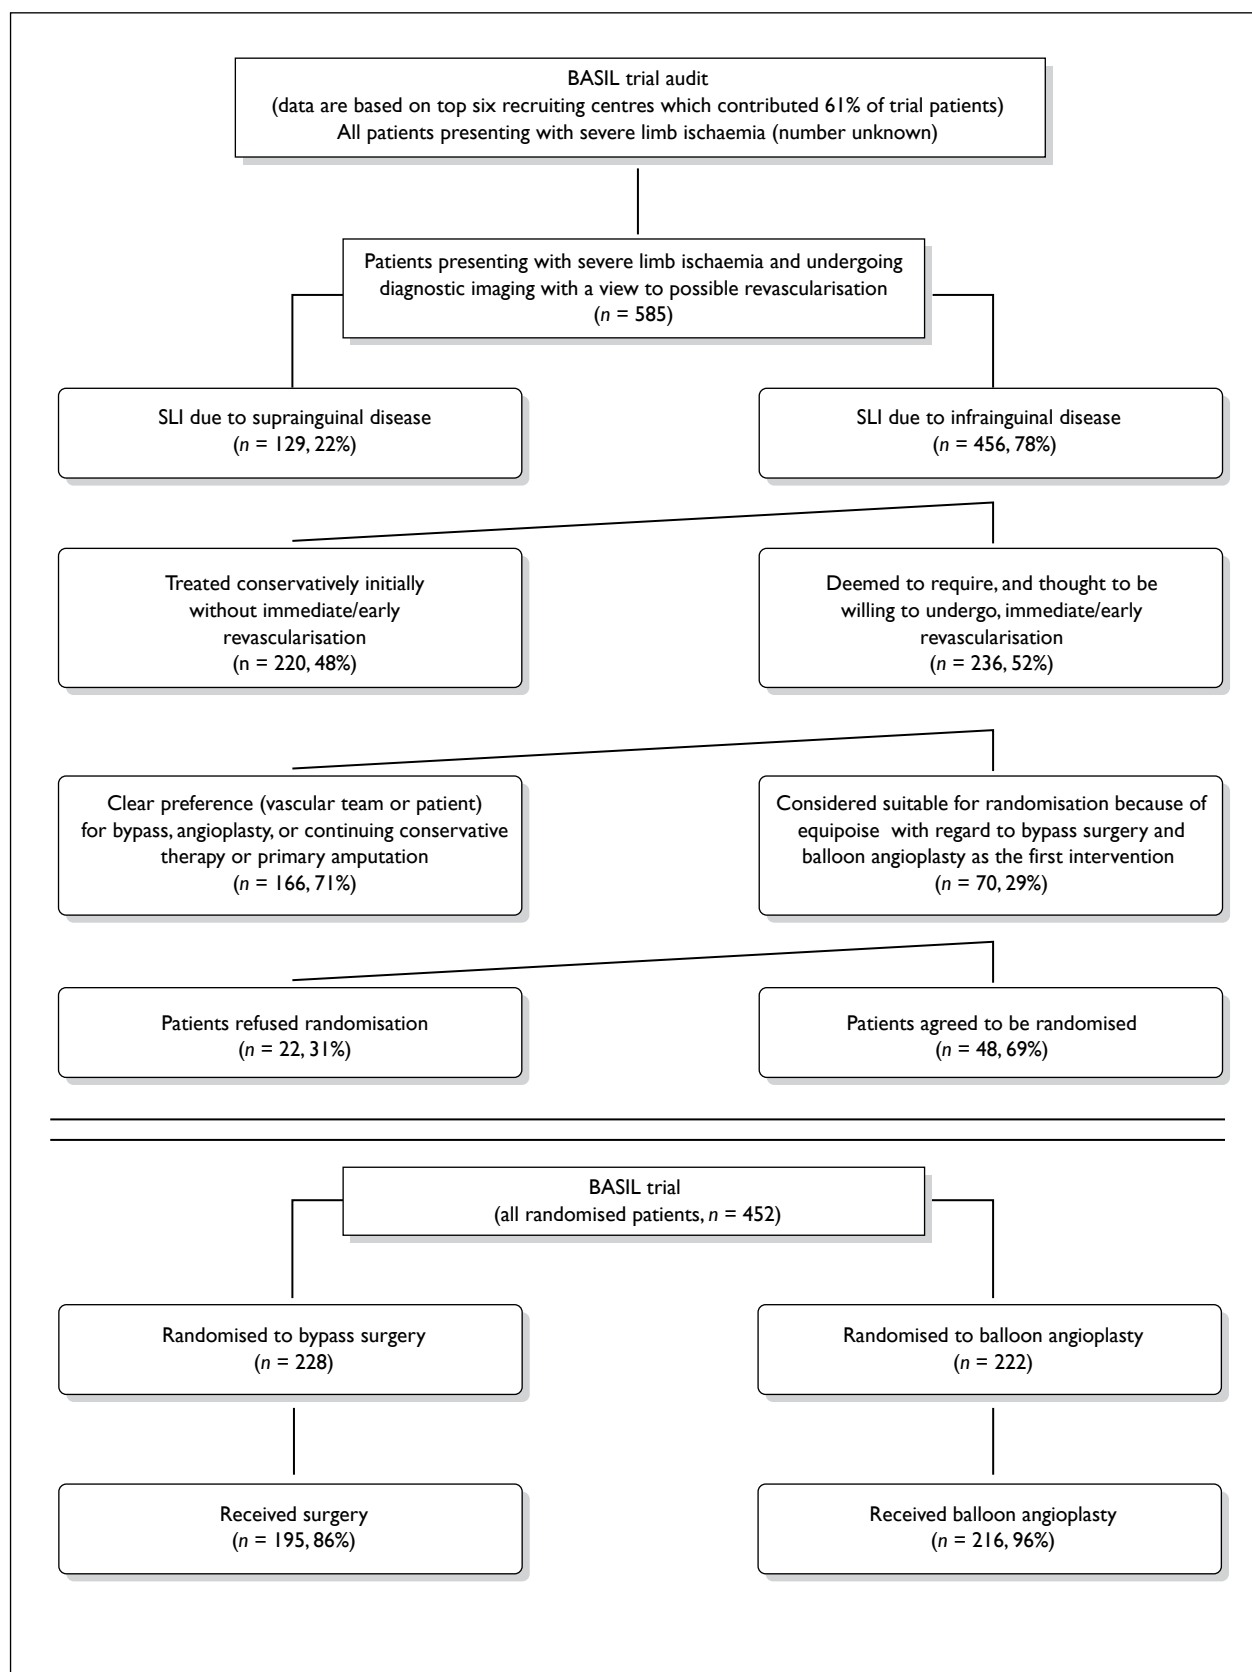 BASIL trial audit
(data are based on top six recruiting centres which contributed 61% of trial patients)
All patients presenting with severe limb ischaemia (number unknown)
Patients presenting with severe limb ischaemia and undergoing
diagnostic imaging with a view to possible revascularisation
(n = 585)
SLI due to suprainguinal disease
(n = 129, 22%)
SLI due to infrainguinal disease
(n = 456, 78%)
Treated conservatively initially
without immediate/early
revascularisation
(n = 220, 48%)
Deemed to require, and thought to be
willing to undergo, immediate/early
revascularisation
(n = 236, 52%)
Clear preference (vascular team or patient)
for bypass, angioplasty, or continuing conservative
therapy or primary amputation
(n = 166, 71%)
Considered suitable for randomisation because of
equipoise with regard to bypass surgery and
balloon angioplasty as the first intervention
(n = 70, 29%)
Patients refused randomisation
(n = 22, 31%)
Patients agreed to be randomised
(n = 48, 69%)
BASIL trial
(all randomised patients, n = 452)
Randomised to bypass surgery
(n = 228)
Randomised to balloon angioplasty
(n = 222)
Received surgery
(n = 195, 86%)
Received balloon angioplasty
(n = 216, 96%)